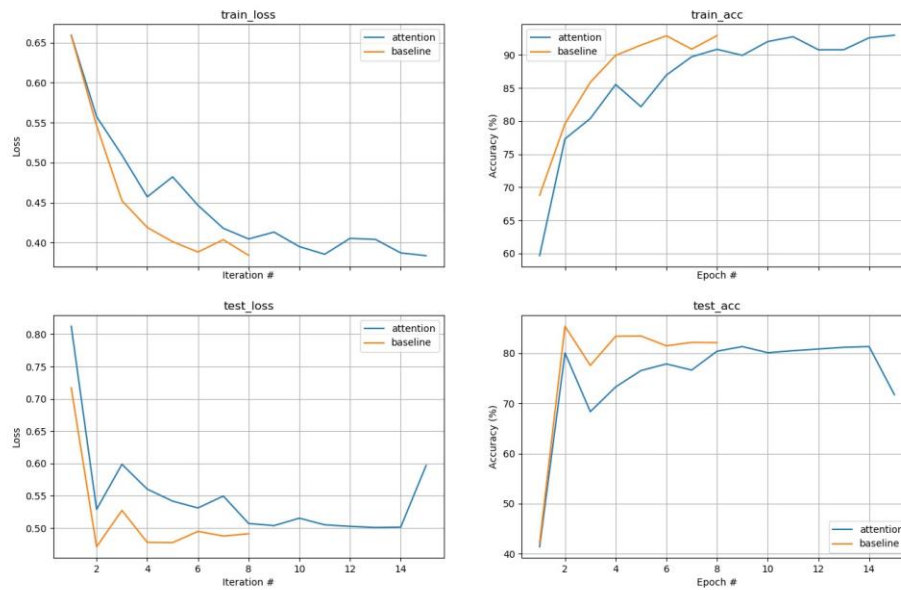 train_loss
0.65
0.60
0.55
0.50
0.45
0.40
Loss
attention
baseline
Iteration #
train_acc
90
85
80
75
70
65
60
Accuracy (%)
attention
baseline
Epoch #
test_loss
0.80
0.75
0.70
0.65
0.60
0.55
0.50
Loss
attention
baseline
2 4 6 8 10 12 14
Iteration #
test_acc
80
70
60
50
40
Accuracy (%)
attention
baseline
2 4 6 8 10 12 14
Epoch #